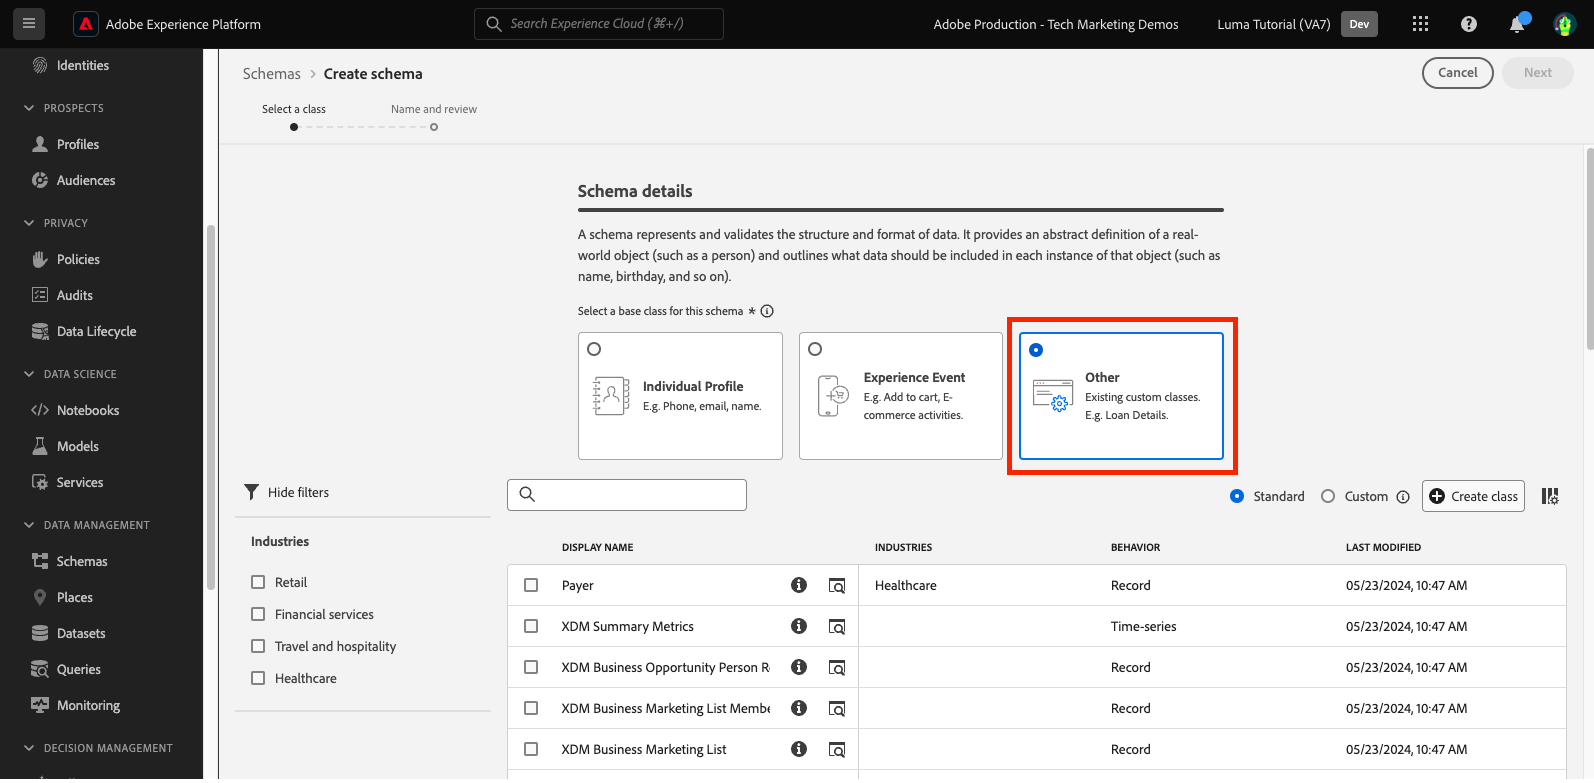 Adobe Experience Platform
Search Experience Cloud (⌘+/)
Adobe Production - Tech Marketing Demos
Luma Tutorial (VA7)
Dev
Identities
PROSPECTS
Profiles
Audiences
PRIVACY
Policies
Audits
Data Lifecycle
DATA SCIENCE
Notebooks
Models
Services
DATA MANAGEMENT
Schemas
Places
Datasets
Queries
Monitoring
DECISION MANAGEMENT
Schemas > Create schema
Cancel
Next
Select a class
Name and review
Schema details
A schema represents and validates the structure and format of data. It provides an abstract definition of a real-
world object (such as a person) and outlines what data should be included in each instance of that object (such as
name, birthday, and so on).
Select a base class for this schema *
Individual Profile
E.g. Phone, email, name.
Experience Event
E.g. Add to cart, E-
commerce activities.
Other
Existing custom classes.
E.g. Loan Details.
Hide filters
Industries
Retail
Financial services
Travel and hospitality
Healthcare
Standard
Custom
Create class
DISPLAY NAME INDUSTRIES BEHAVIOR LAST MODIFIED
Payer Healthcare Record 05/23/2024, 10:47 AM
XDM Summary Metrics Time-series 05/23/2024, 10:47 AM
XDM Business Opportunity Person R Record 05/23/2024, 10:47 AM
XDM Business Marketing List Membe Record 05/23/2024, 10:47 AM
XDM Business Marketing List Record 05/23/2024, 10:47 AM